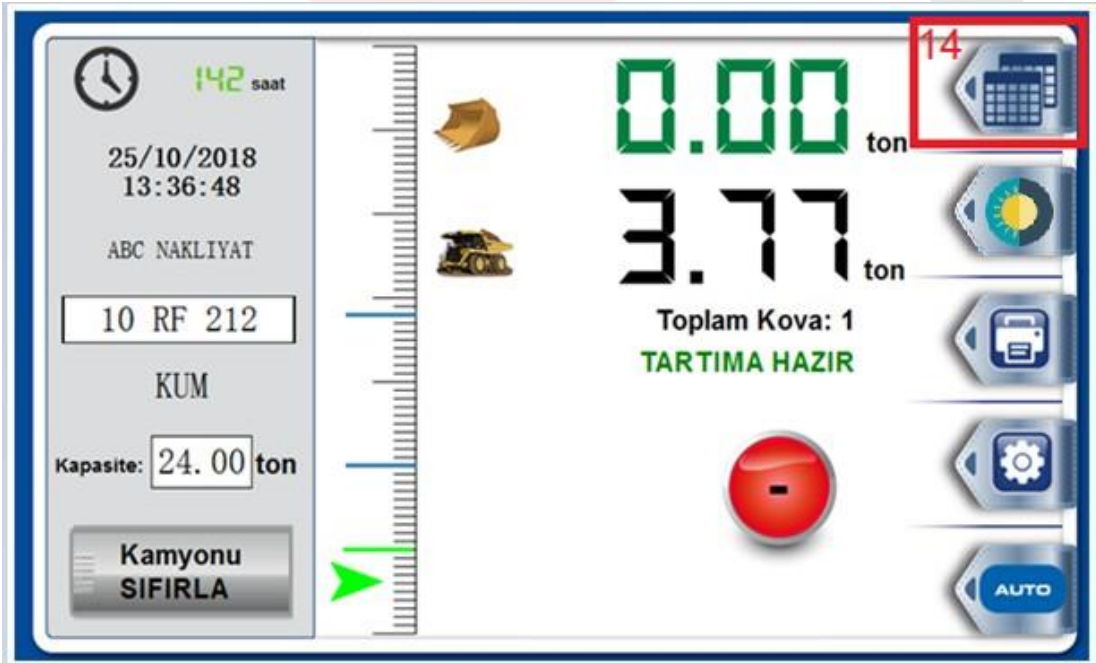 142 saat
25/10/2018
13:36:48
ABC NAKLIYAT
10 RF 212
KUM
Kapasite: 24.00 ton
Kamyonu
SIFIRLA
0.00 ton
3.77 ton
Toplam Kova: 1
TARTIMA HAZIR
-
14
AUTO